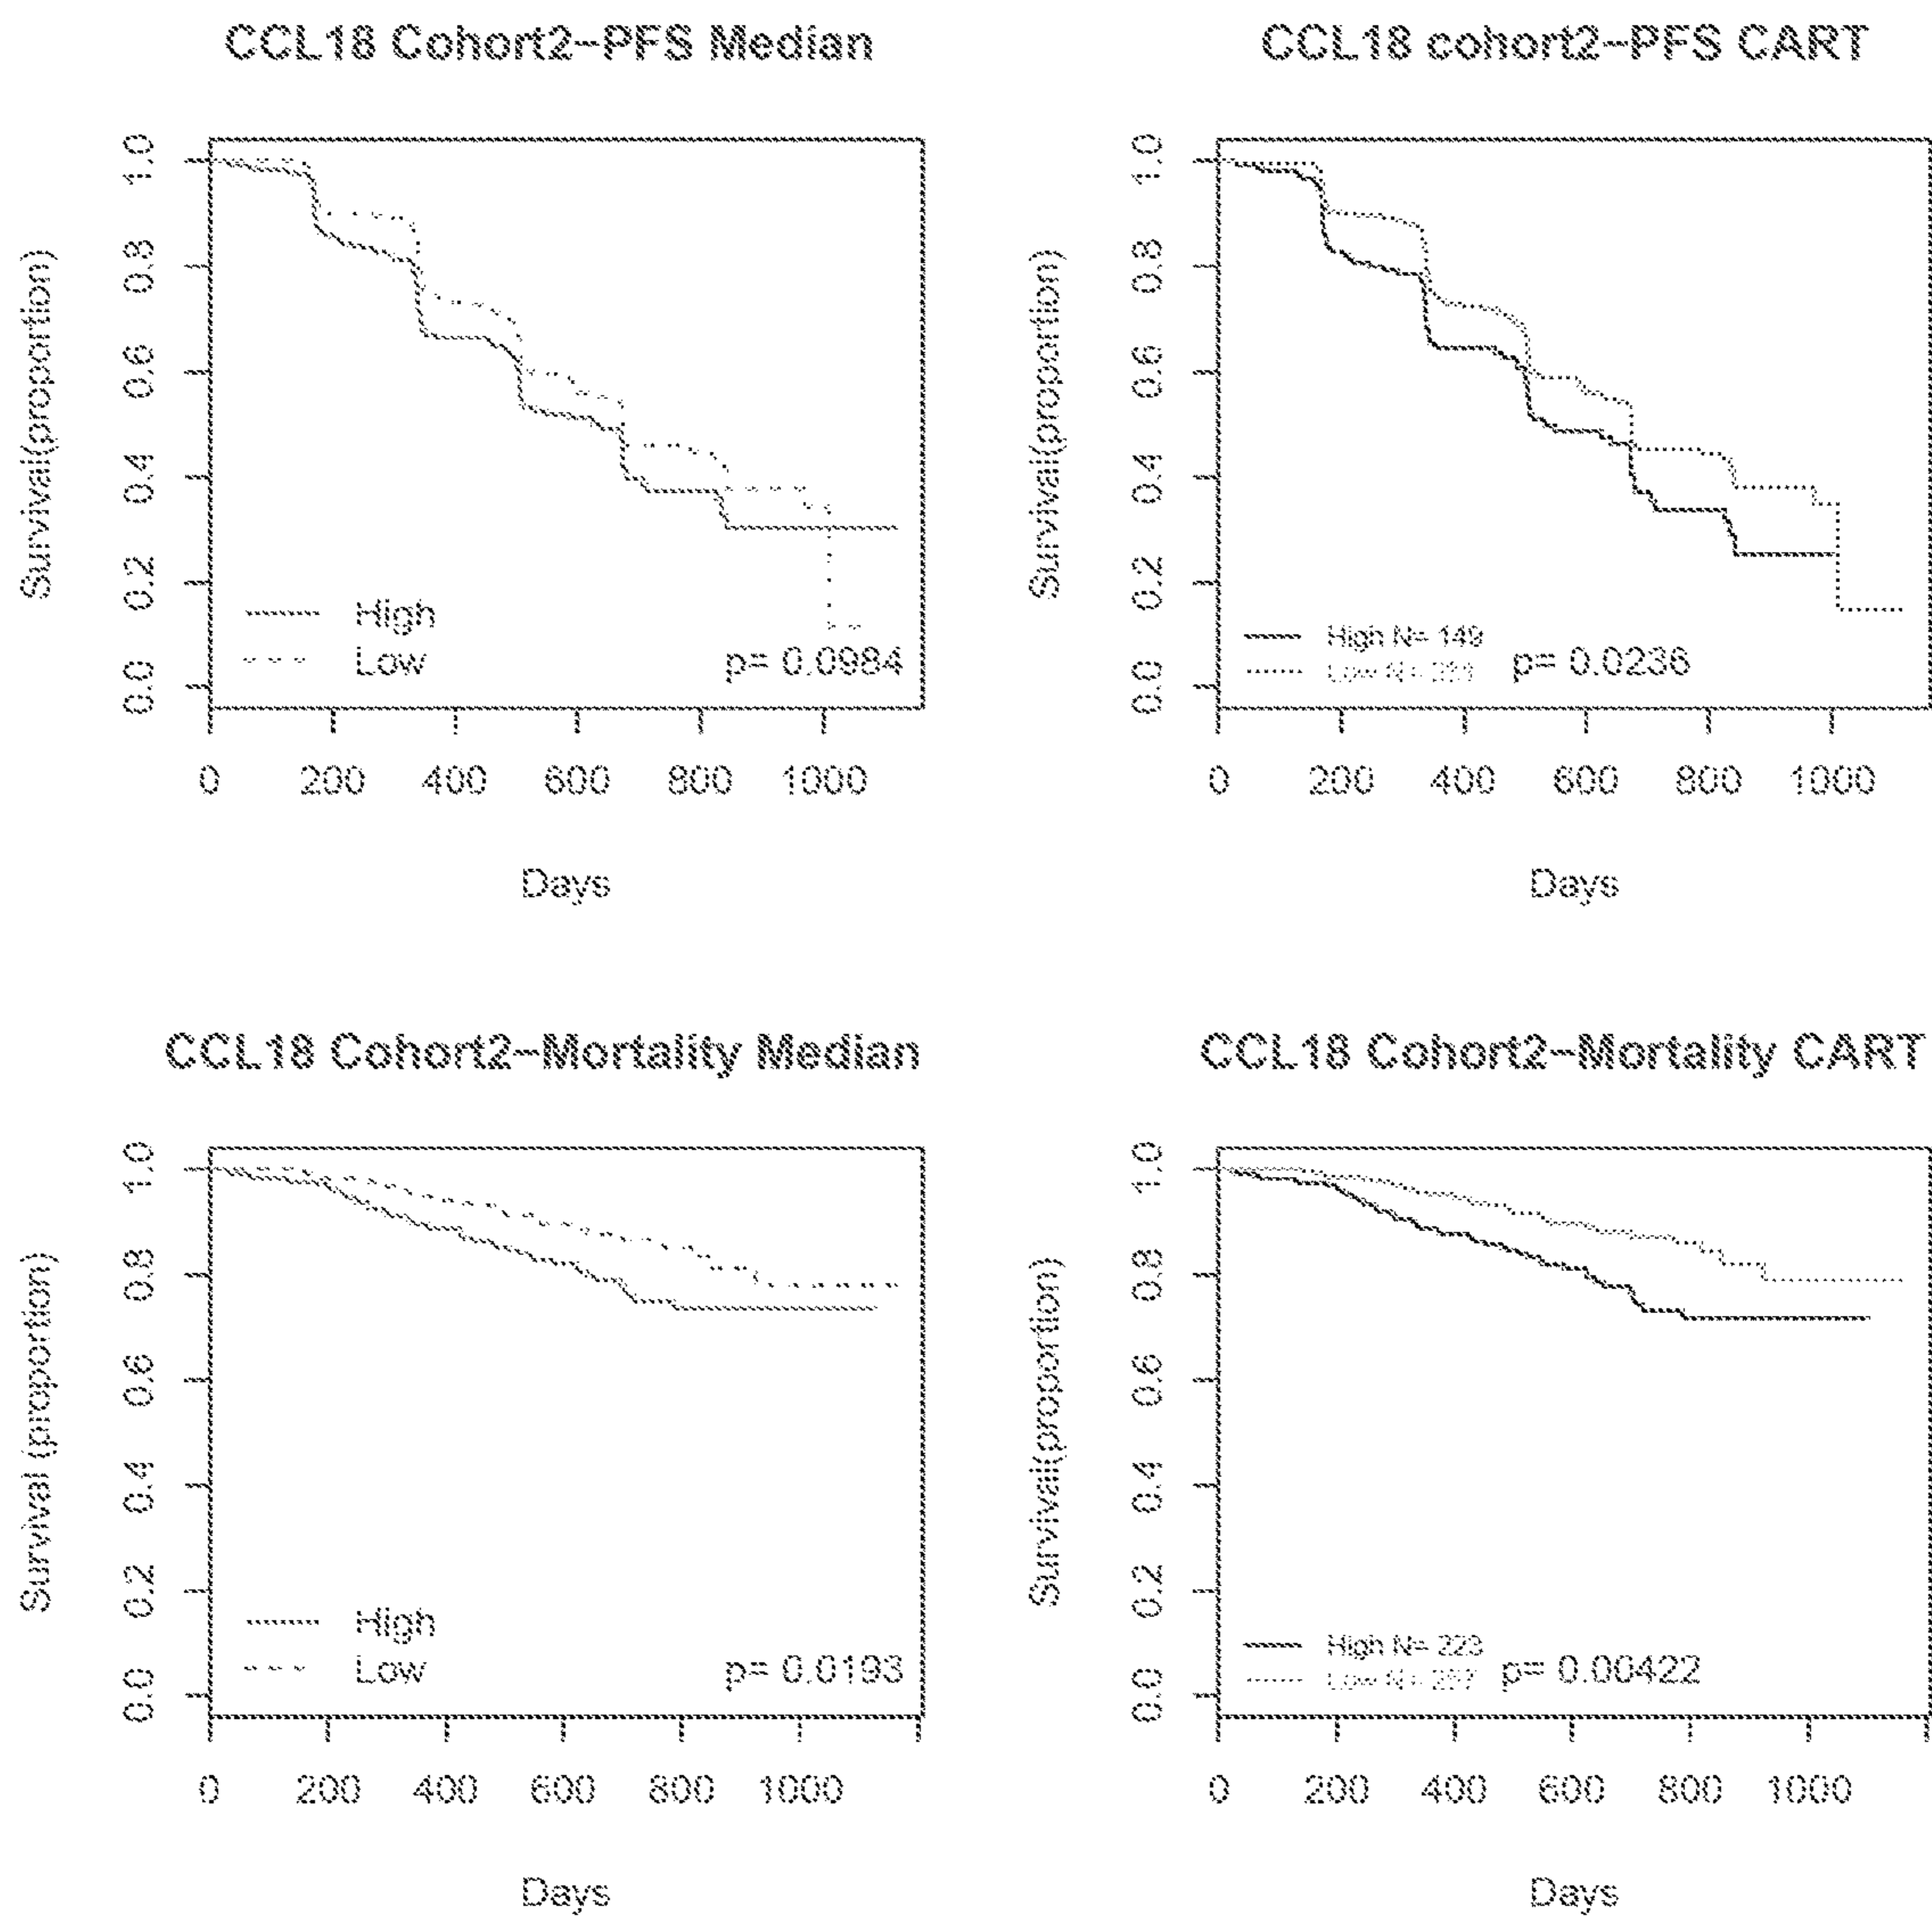 CCL18 Cohort2-PFS Median
Survival(proportion)
1.0
0.8
0.6
0.4
0.2
0.0
High
Low
p= 0.0984
0 200 400 600 800 1000
Days
CCL18 cohort2-PFS CART
Survival(proportion)
1.0
0.8
0.6
0.4
0.2
0.0
High N= 149
Low N=
p= 0.0236
0 200 400 600 800 1000
Days
CCL18 Cohort2-Mortality Median
Survival (proportion)
1.0
0.8
0.6
0.4
0.2
0.0
High
Low
p= 0.0193
0 200 400 600 800 1000
Days
CCL18 Cohort2-Mortality CART
Survival(proportion)
1.0
0.8
0.6
0.4
0.2
0.0
High N= 223
Low N=
p= 0.00422
0 200 400 600 800 1000
Days